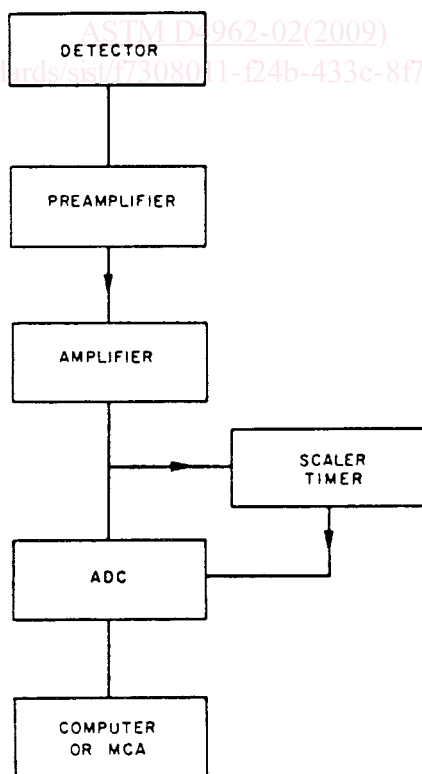 ASTM D4962-02(2009)
DETECTOR
PREAMPLIFIER
AMPLIFIER
SCALER
TIMER
ADC
COMPUTER
OR MCA